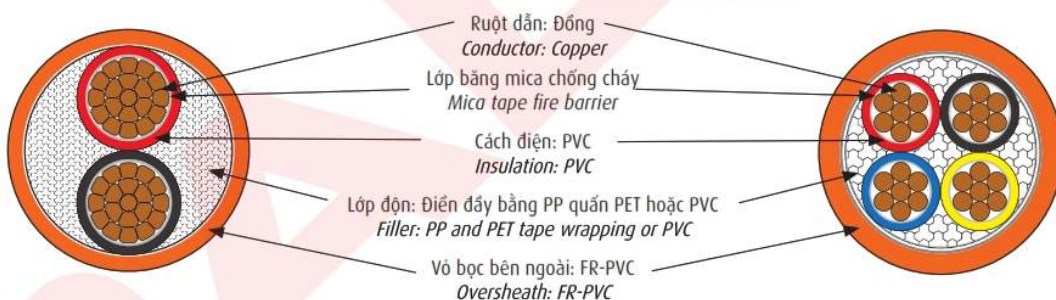 Ruột dẫn: Đồng
Conductor: Copper
Lớp băng mica chống cháy
Mica tape fire barrier
Cách điện: PVC
Insulation: PVC
Lớp độn: Điền đầy bằng PP quấn PET hoặc PVC
Filler: PP and PET tape wrapping or PVC
Vỏ bọc bên ngoài: FR-PVC
Oversheath: FR-PVC